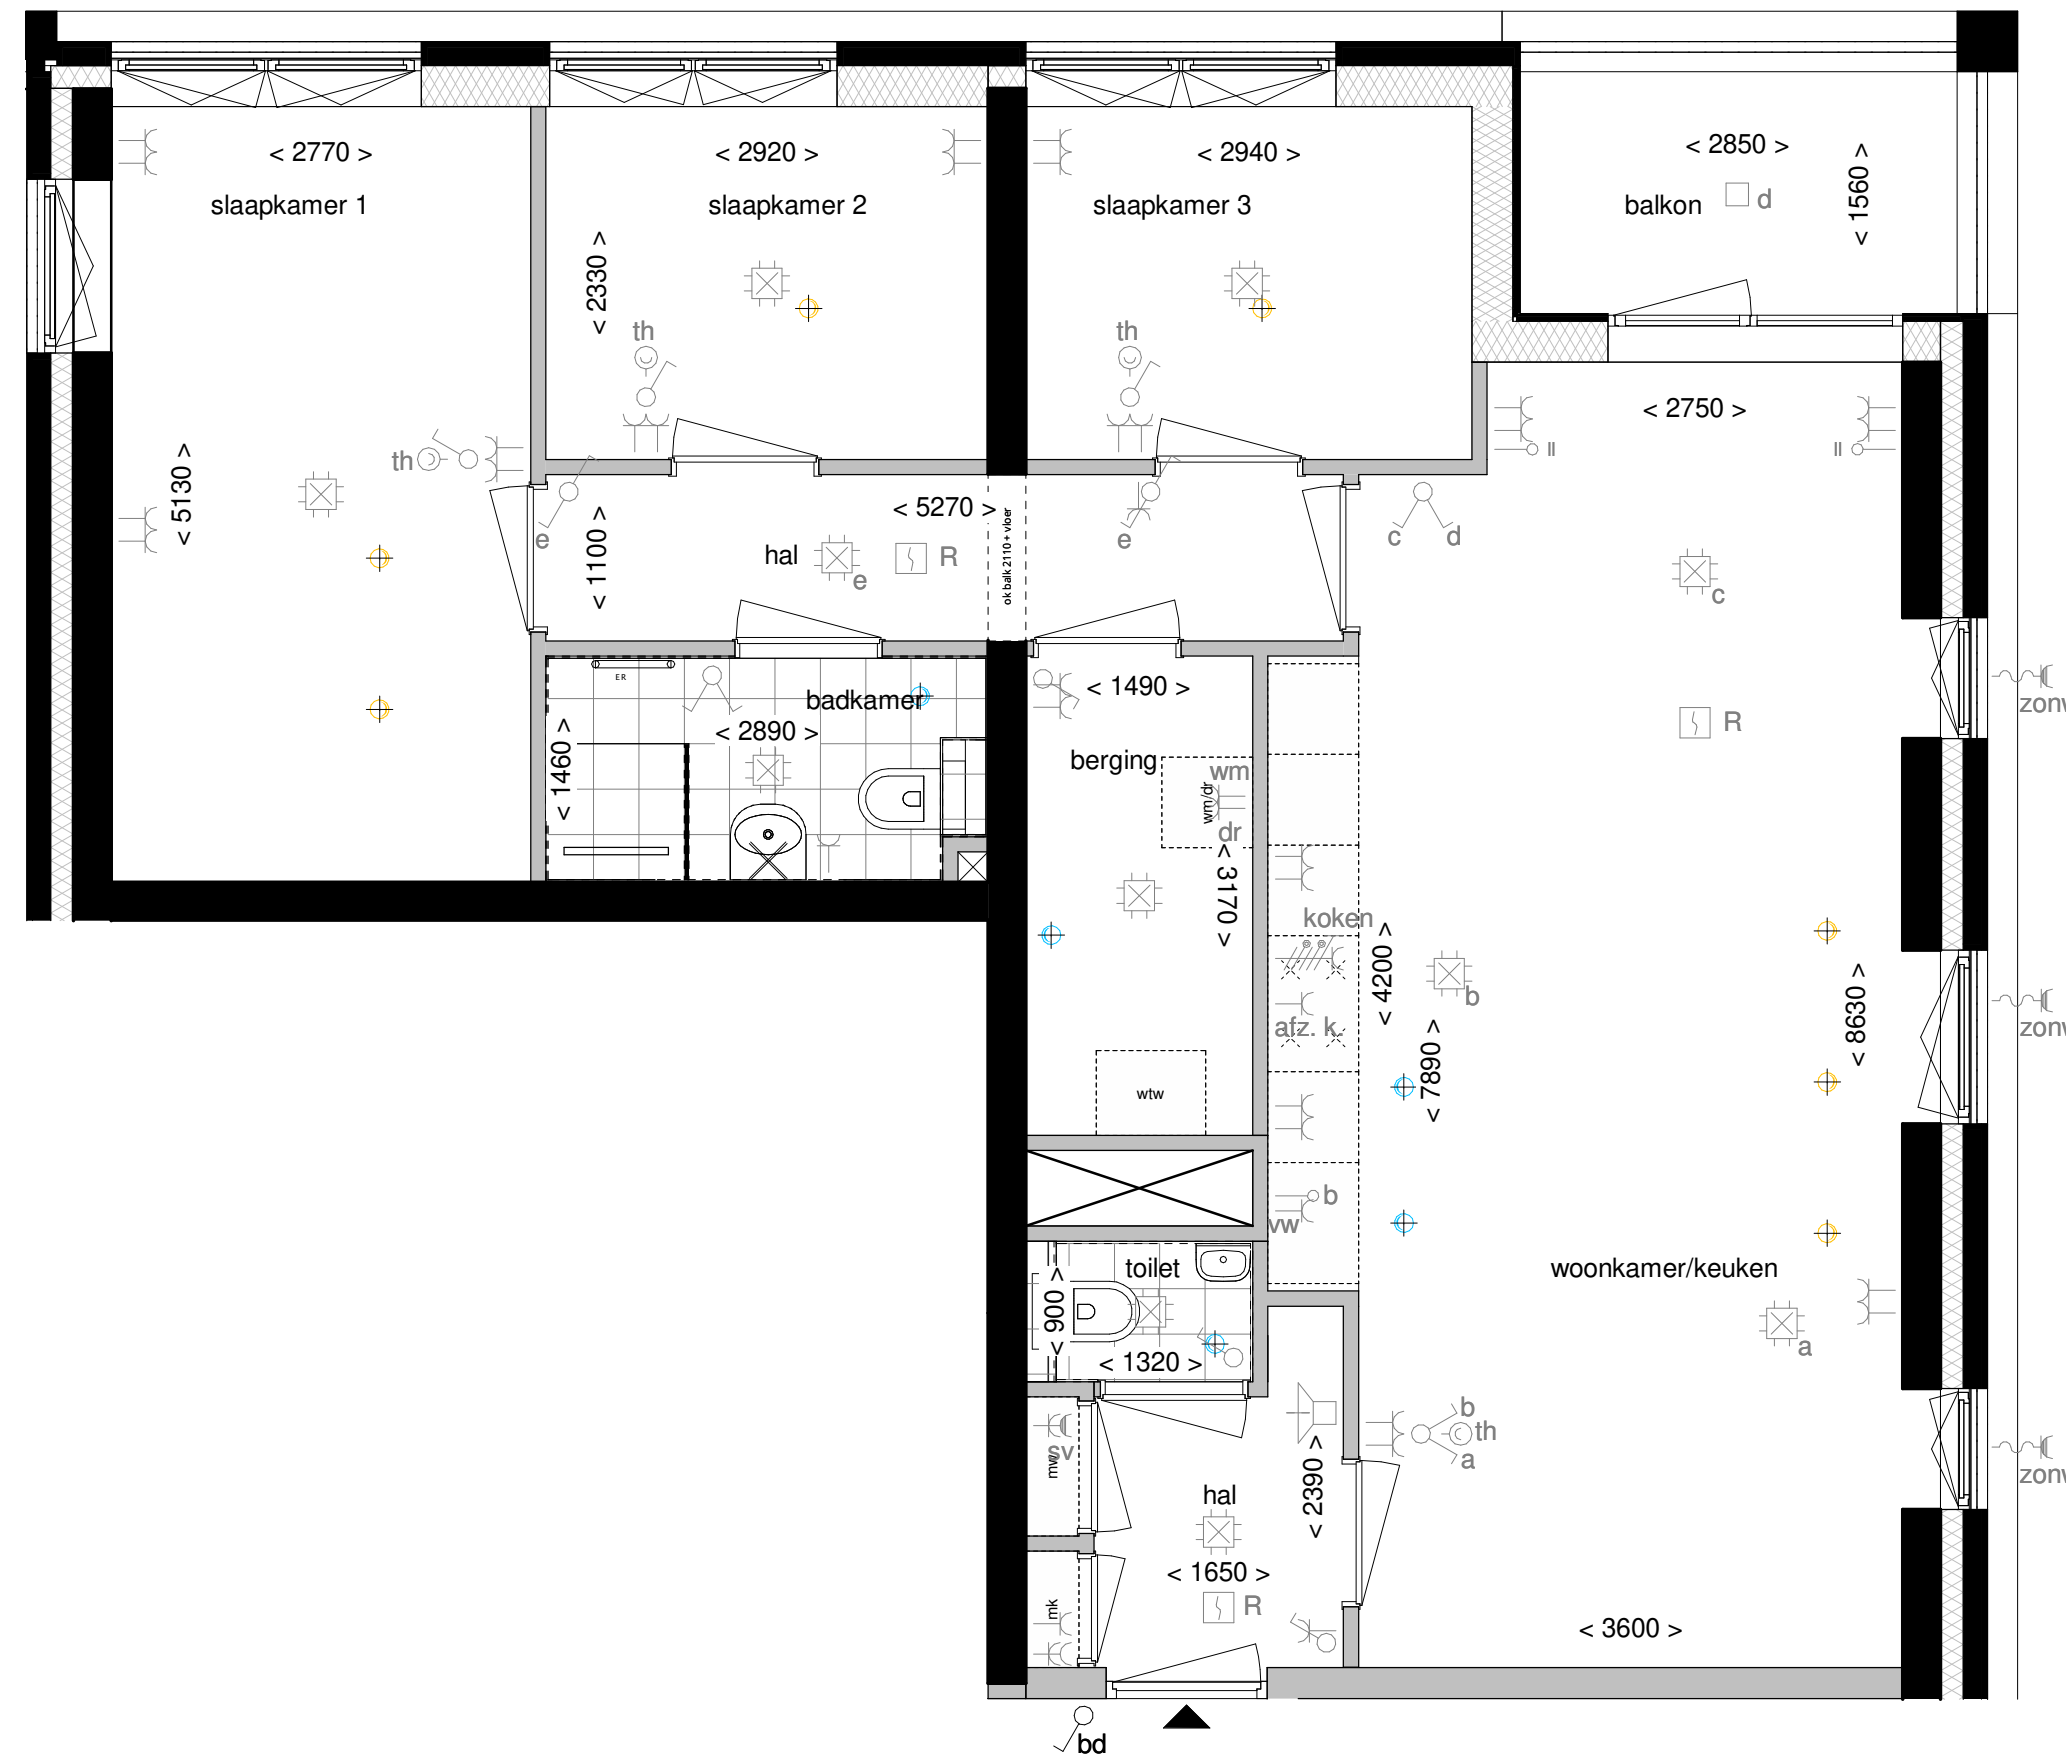 < 2770 >
< 2920 >
< 2940 >
< 2850 >
< 1560 >
slaapkamer 1
slaapkamer 2
slaapkamer 3
balkon
d
< 2330 >
th
th
< 2750 >
th
< 5130 >
< 5270 >
ok balk 2110+ vloer
e
< 1100 >
hal
e
R
e
c
d
c
ER
badkamer
< 2890 >
< 1460 >
< 1490 >
berging
wm
wm/dr
dr
< 3170 >
R
zonw
koken
< 4200 >
b
afz. k.
< 7890 >
< 8630 >
zonw
wtw
b
vw
toilet
< 900 >
< 1320 >
woonkamer/keuken
a
b
th
a
sv
mw
< 2390 >
zonw
hal
< 1650 >
R
mk
< 3600 >
bd